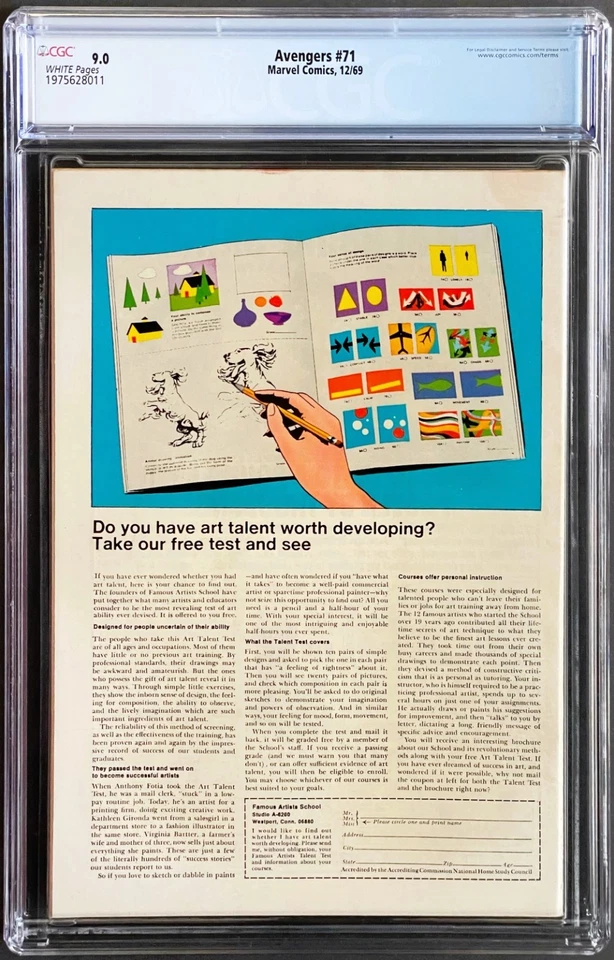 CGC 9.0
WHITE Pages
1975628011
Avengers #71
Marvel Comics, 12/69
For Legal Disclaimer and Service Terms please visit:
www.cgccomics.com/terms
Do you have art talent worth developing?
Take our free test and see
If you have ever wondered whether you had
art talent, here is your chance to find out.
The founders of Famous Artists School have
put together what many artists and educators
consider to be the most revealing test of art
ability ever devised. It is offered to you free.
Designed for people uncertain of their ability
The people who take this Art Talent Test
are of all ages and occupations. Most of them
have little or no previous art training. By
professional standards, their drawings may
be awkward and amateurish. But the ones
who possess the gift of art talent reveal it in
many ways. Through simple little exercises,
they show the inborn sense of design, the feel-
ing for composition, the ability to observe,
and the lively imagination which are such
important ingredients of art talent.
The reliability of this method of screening,
as well as the effectiveness of the training, has
been proven again and again by the impres-
sive record of success of our students and
graduates.
They passed the test and went on
to become successful artists
When Anthony Fotia took the Art Talent
Test, he was a mail clerk, "stuck" in a low-
pay routine job. Today, he's an artist for a
printing firm, doing exciting creative work.
Kathleen Gironda went from a salesgirl in a
department store to a fashion illustrator in
the same store. Virginia Bartter, a farmer's
wife and mother of three, now sells just about
everything she paints. These are just a few
of the literally hundreds of "success stories"
our students report to us.
So if you love to sketch or dabble in paints
—and have often wondered if you "have what
it takes" to become a well-paid commercial
artist or sparetime professional painter—why
not seize this opportunity to find out? All you
need is a pencil and a half-hour of your
time. With your special interest, it will be
one of the most intriguing and enjoyable
half-hours you ever spent.
What the Talent Test covers
First, you will be shown ten pairs of simple
designs and asked to pick the one in each pair
that has "a feeling of rightness" about it.
Then you will see twenty pairs of pictures,
and check which composition in each pair is
more pleasing. You'll be asked to do original
sketches to demonstrate your imagination
and powers of observation. And in similar
ways, your feeling for mood, form, movement,
and so on will be tested.
When you complete the test and mail it
back, it will be graded free by a member of
the School's staff. If you receive a passing
grade (and we must warn you that many
don't), or can offer sufficient evidence of art
talent, you will then be eligible to enroll.
You may choose whichever of our courses is
best suited to your goals.
Courses offer personal instruction
These courses were especially designed for
talented people who can't leave their fami-
lies or jobs for art training away from home.
The 12 famous artists who started the School
over 19 years ago contributed all their life-
time secrets of art technique to what they
believe to be the finest art lessons ever cre-
ated. They took time out from their own
busy careers and made thousands of special
drawings to demonstrate each point. Then
they devised a method of constructive criti-
cism that is as personal as tutoring. Your in-
structor, who is himself required to be a prac-
ticing professional artist, spends up to sev-
eral hours on just one of your assignments.
He actually draws or paints his suggestions
for improvement, and then "talks" to you by
letter, dictating a long, friendly message of
specific advice and encouragement.
You will receive an interesting brochure
about our School and its revolutionary meth-
ods along with your free Art Talent Test. If
you have ever dreamed of success in art, and
wondered if it were possible, why not mail
the coupon at left for both the Talent Test
and the brochure right now?
Famous Artists School
Studio A-6260
Westport, Conn. 06880
I would like to find out
whether I have art talent
worth developing. Please send
me, without obligation, your
Famous Artists Talent Test
and information about your
courses.
Mr.
Mrs.
Miss
Please circle one and print name
Address
City
State Zip Age
Accredited by the Accrediting Commission National Home Study Council